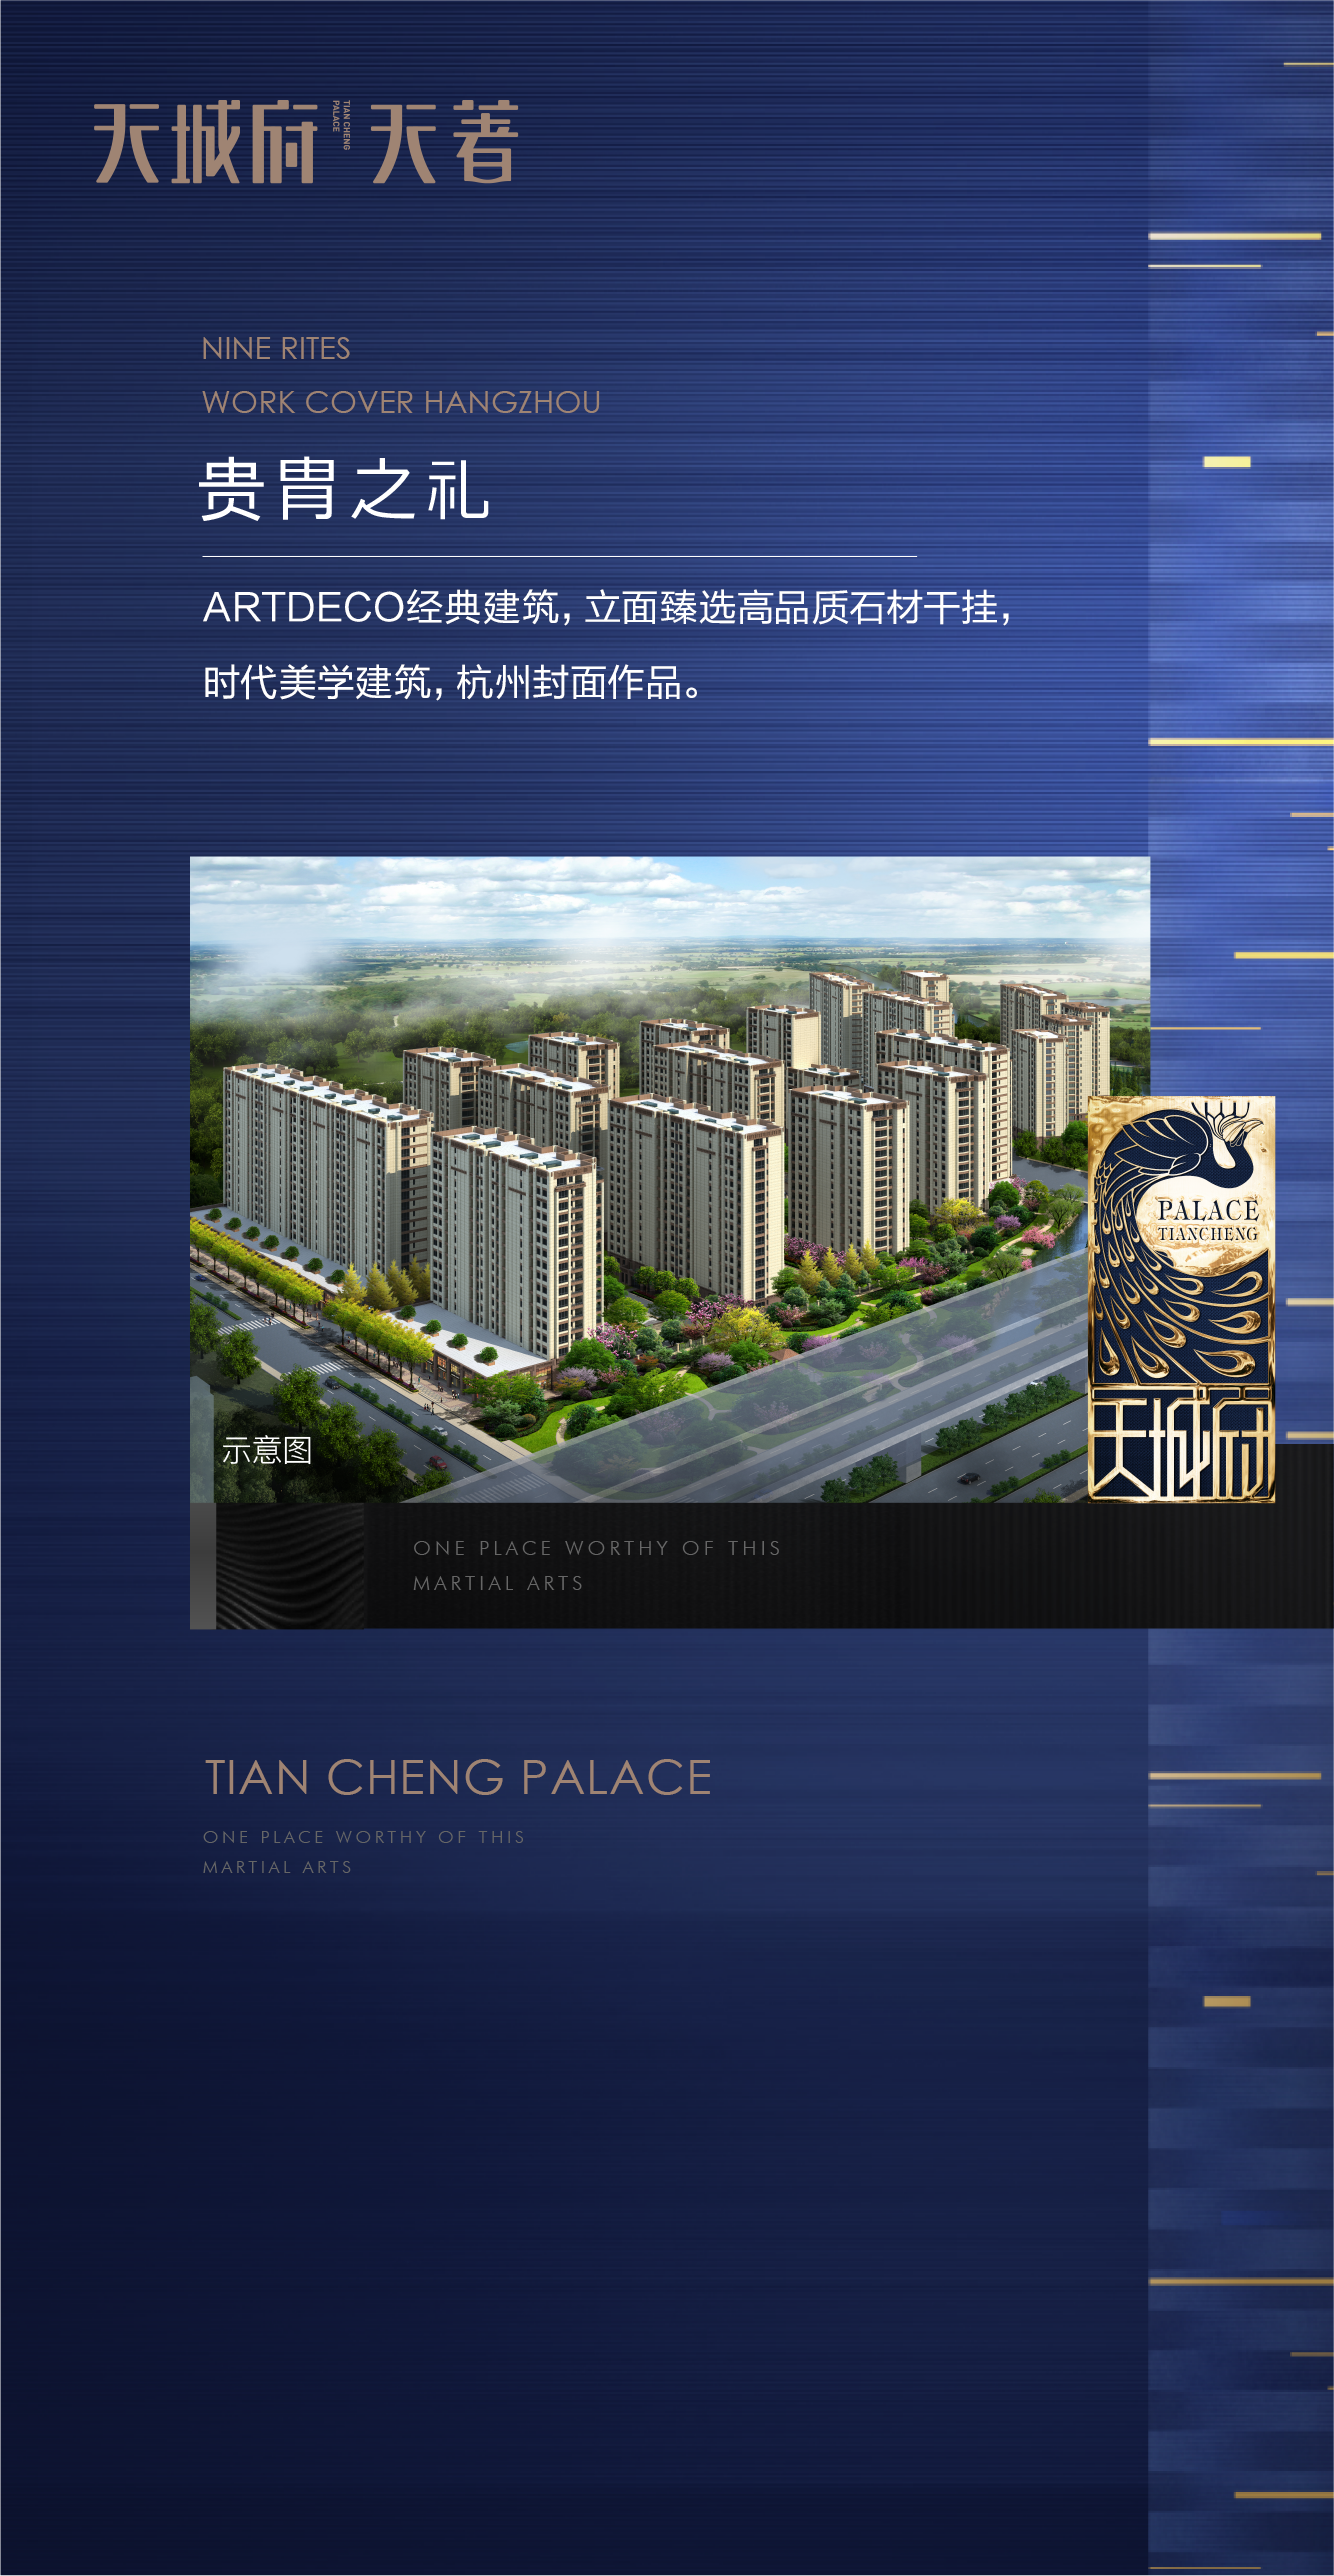 天城府 TIAN CHENG PALACE 天著
NINE RITES
WORK COVER HANGZHOU
贵胄之礼
ARTDECO经典建筑，立面臻选高品质石材干挂，
时代美学建筑，杭州封面作品。
PALACE
TIANCHENG
天城府
示意图
ONE PLACE WORTHY OF THIS
MARTIAL ARTS
TIAN CHENG PALACE
ONE PLACE WORTHY OF THIS
MARTIAL ARTS